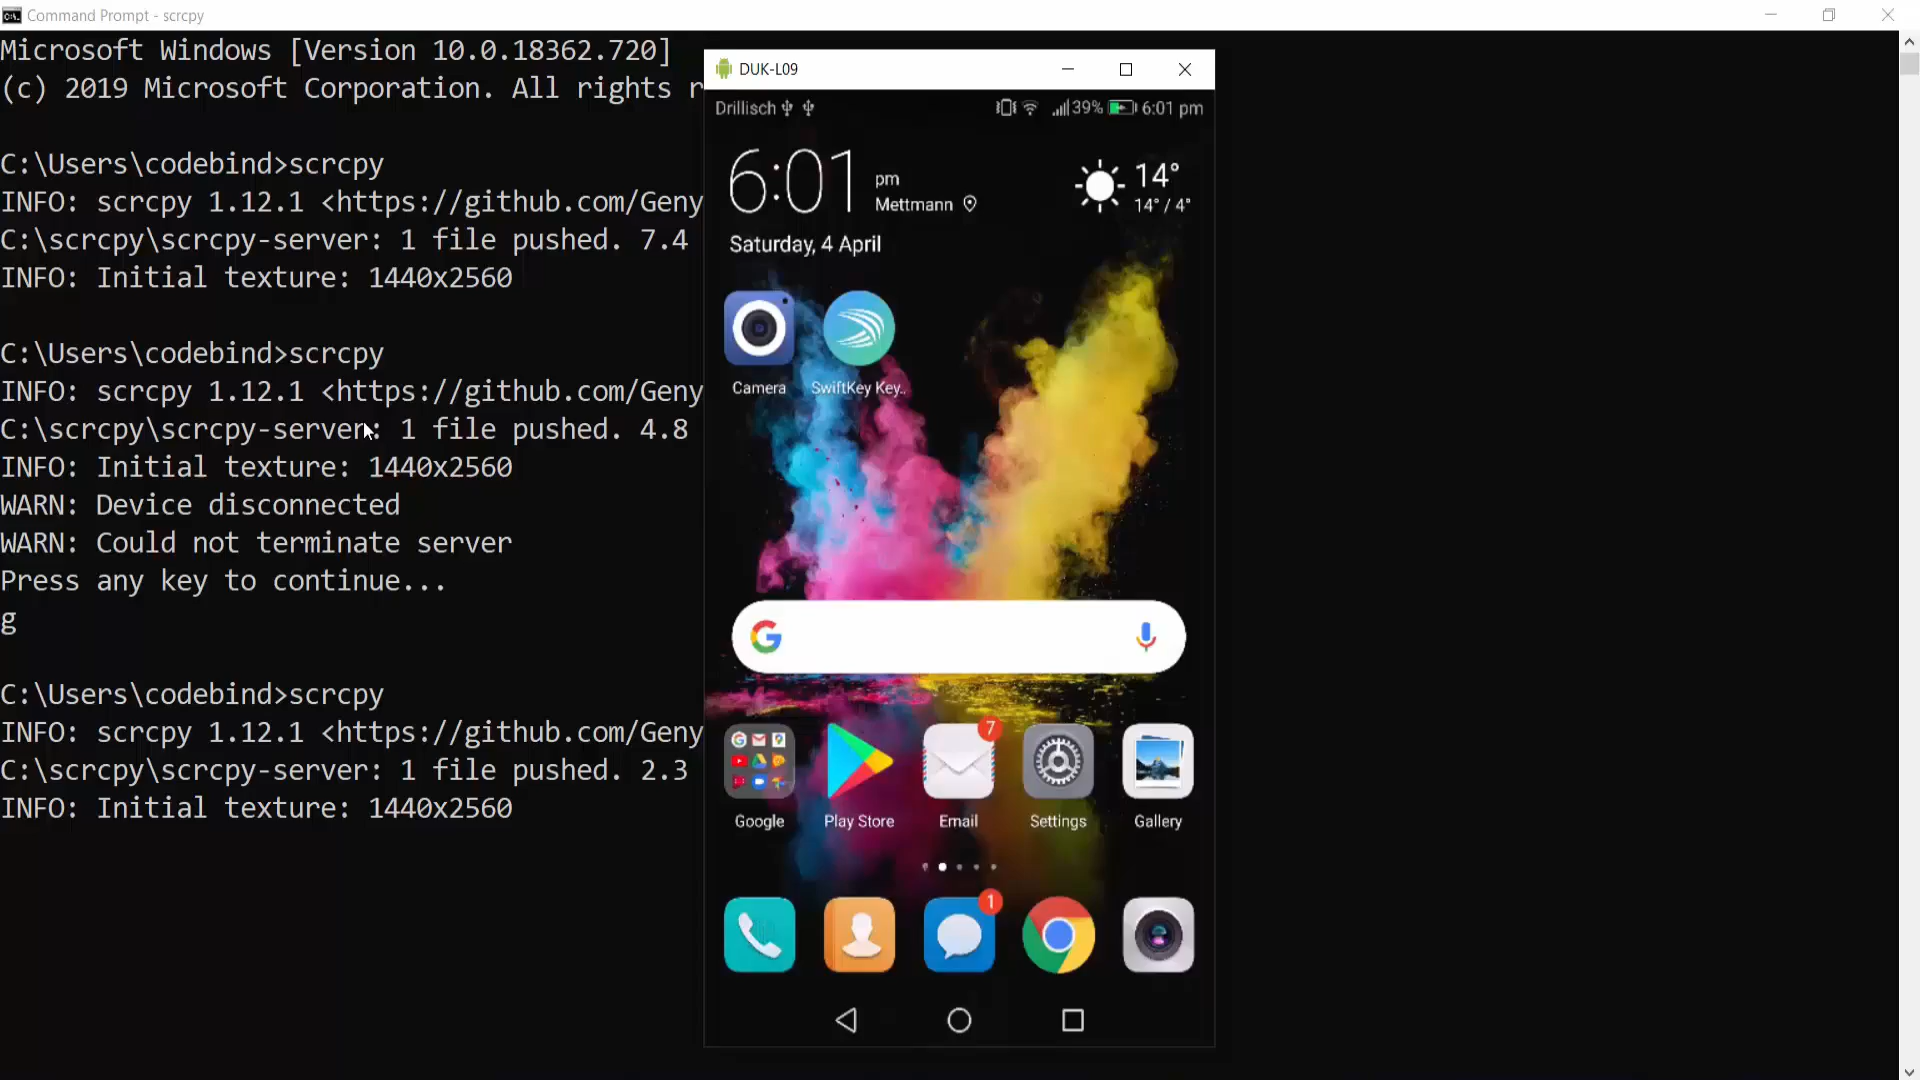 Command Prompt - scrcpy
Microsoft Windows [Version 10.0.18362.720]
(c) 2019 Microsoft Corporation. All rights r
C:\Users\codebind>scrcpy
INFO: scrcpy 1.12.1 <https://github.com/Geny
C:\scrcpy\scrcpy-server: 1 file pushed. 7.4
INFO: Initial texture: 1440x2560
C:\Users\codebind>scrcpy
INFO: scrcpy 1.12.1 <https://github.com/Geny
C:\scrcpy\scrcpy-server: 1 file pushed. 4.8
INFO: Initial texture: 1440x2560
WARN: Device disconnected
WARN: Could not terminate server
Press any key to continue...
g
C:\Users\codebind>scrcpy
INFO: scrcpy 1.12.1 <https://github.com/Geny
C:\scrcpy\scrcpy-server: 1 file pushed. 2.3
INFO: Initial texture: 1440x2560
DUK-L09
Drillisch 39% 6:01 pm
6:01 pm
Mettmann
14°
14° / 4°
Saturday, 4 April
Camera
SwiftKey Key..
7
Google
Play Store
Email
Settings
Gallery
1